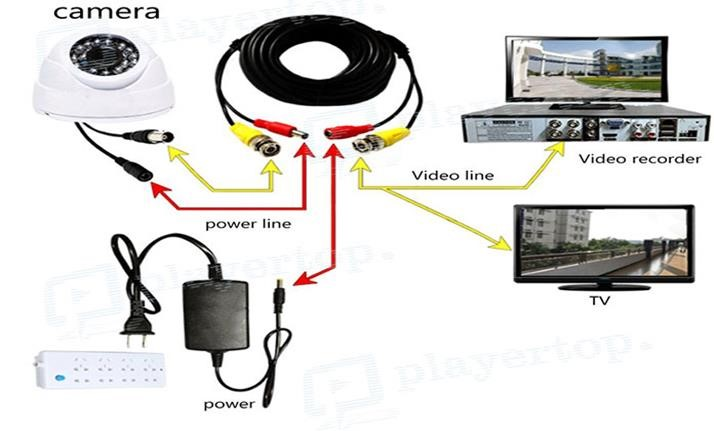 camera
Video recorder
Video line
power line
TV
power
playertop.
playertop.